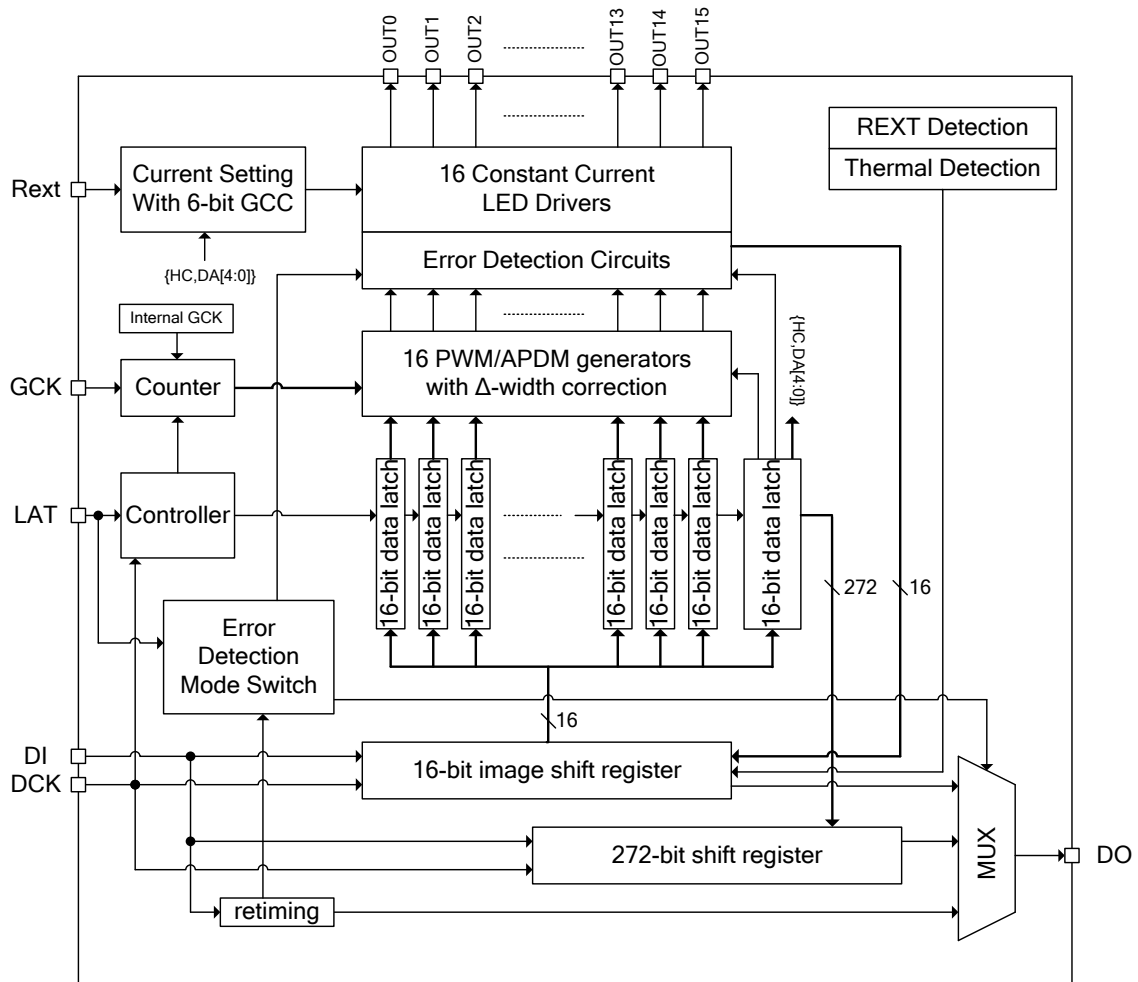 OUT0
OUT1
OUT2
OUT13
OUT14
OUT15
REXT Detection
Thermal Detection
Rext
Current Setting
With 6-bit GCC
16 Constant Current
LED Drivers
{HC,DA[4:0]}
Error Detection Circuits
Internal GCK
{HC,DA[4:0]}
GCK
Counter
16 PWM/APDM generators
with Δ-width correction
LAT
Controller
16-bit data latch
16-bit data latch
16-bit data latch
16-bit data latch
16-bit data latch
16-bit data latch
16-bit data latch
272
16
Error
Detection
Mode Switch
16
DI
DCK
16-bit image shift register
272-bit shift register
MUX
DO
retiming